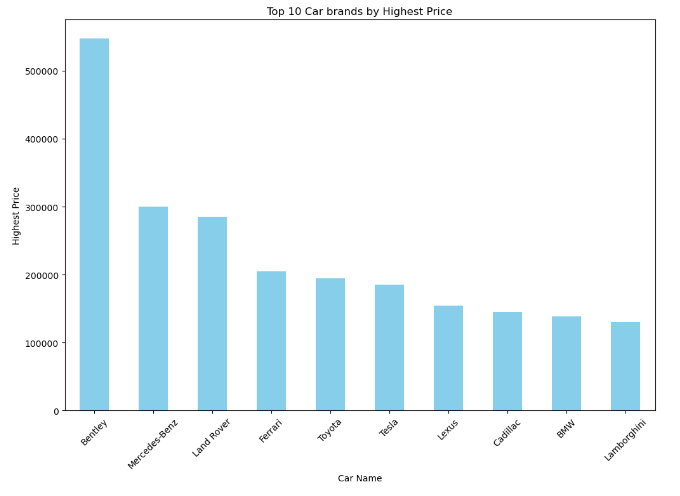 Top 10 Car brands by Highest Price
Highest Price
500000
400000
300000
200000
100000
0
Bentley
Mercedes-Benz
Land Rover
Ferrari
Toyota
Tesla
Lexus
Cadillac
BMW
Lamborghini
Car Name